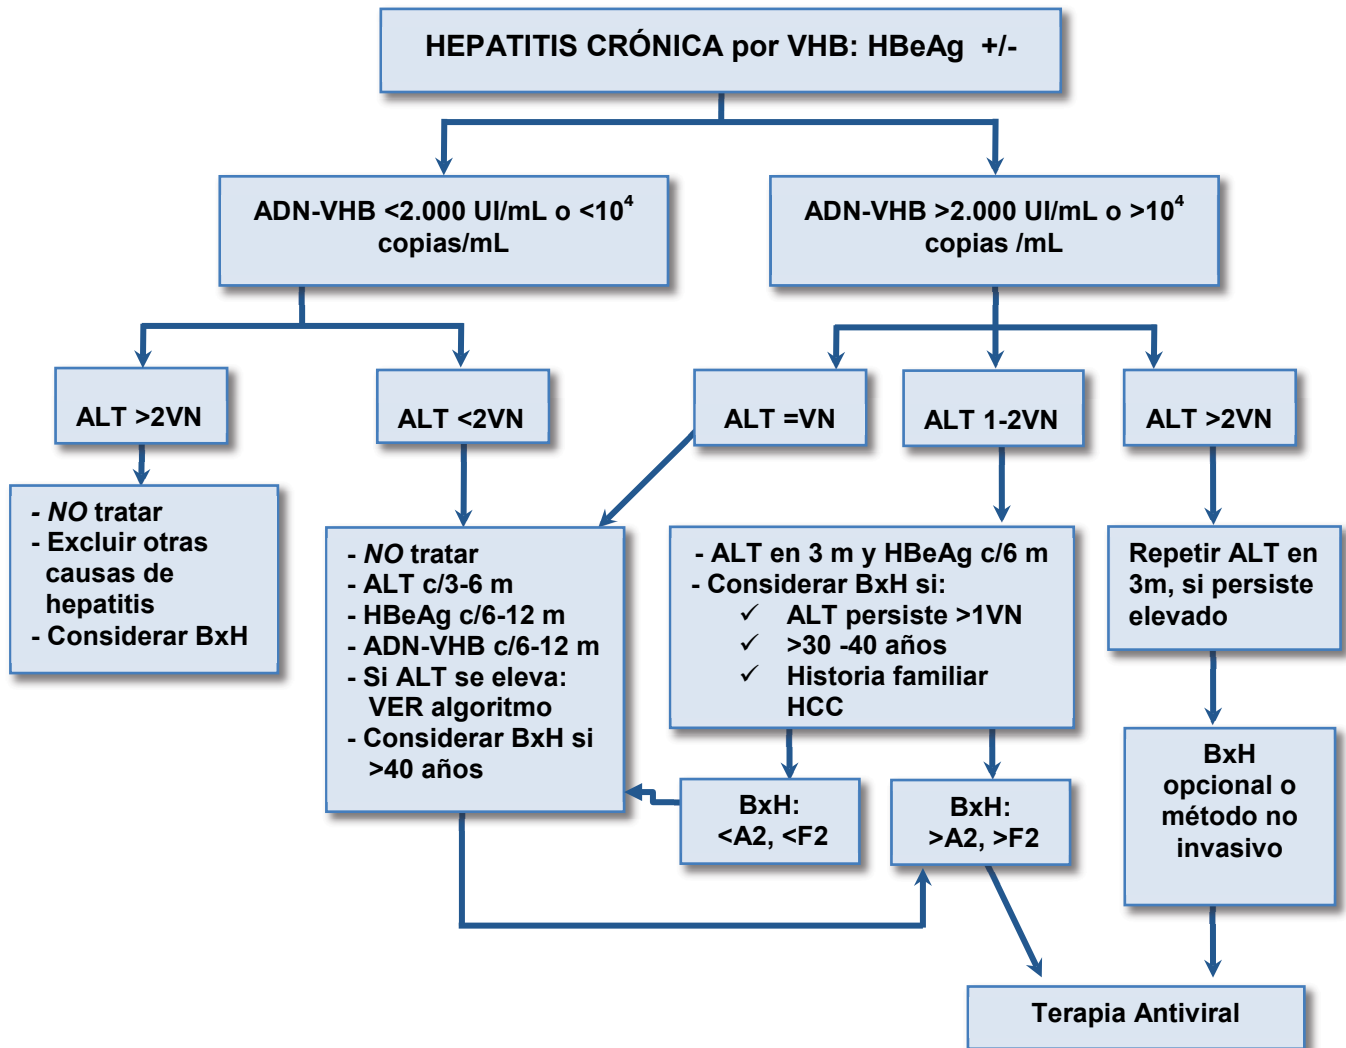 HEPATITIS CRÓNICA por VHB: HBeAg +/-
ADN-VHB <2.000 UI/mL o <10⁴
copias/mL
ADN-VHB >2.000 UI/mL o >10⁴
copias /mL
ALT >2VN
ALT <2VN
ALT =VN
ALT 1-2VN
ALT >2VN
- NO tratar
- Excluir otras
causas de
hepatitis
- Considerar BxH
- NO tratar
- ALT c/3-6 m
- HBeAg c/6-12 m
- ADN-VHB c/6-12 m
- Si ALT se eleva:
VER algoritmo
- Considerar BxH si
>40 años
- ALT en 3 m y HBeAg c/6 m
- Considerar BxH si:
✓ ALT persiste >1VN
✓ >30 -40 años
✓ Historia familiar
HCC
Repetir ALT en
3m, si persiste
elevado
BxH:
<A2, <F2
BxH:
>A2, >F2
BxH
opcional o
método no
invasivo
Terapia Antiviral